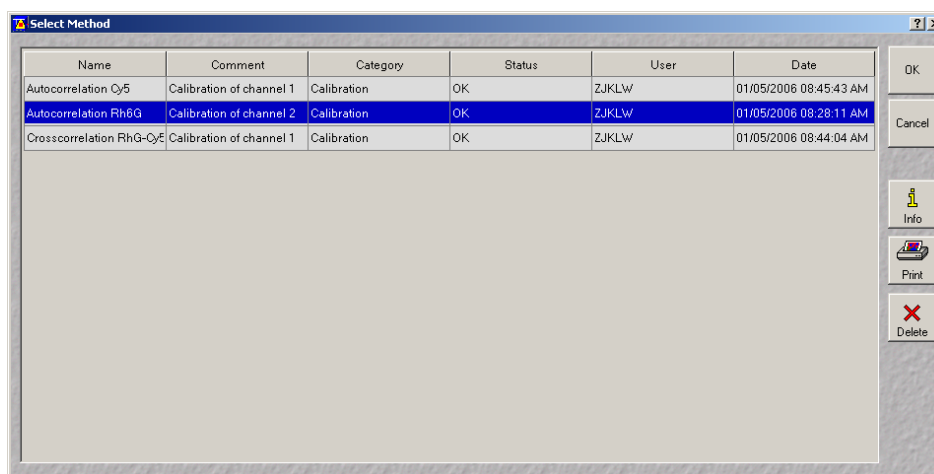 Select Method
Name Comment Category Status User Date
Autocorrelation Cy5 Calibration of channel 1 Calibration OK ZJKLW 01/05/2006 08:45:43 AM
Autocorrelation Rh6G Calibration of channel 2 Calibration OK ZJKLW 01/05/2006 08:28:11 AM
Crosscorrelation RhG-Cy5 Calibration of channel 1 Calibration OK ZJKLW 01/05/2006 08:44:04 AM
OK
Cancel
Info
Print
Delete